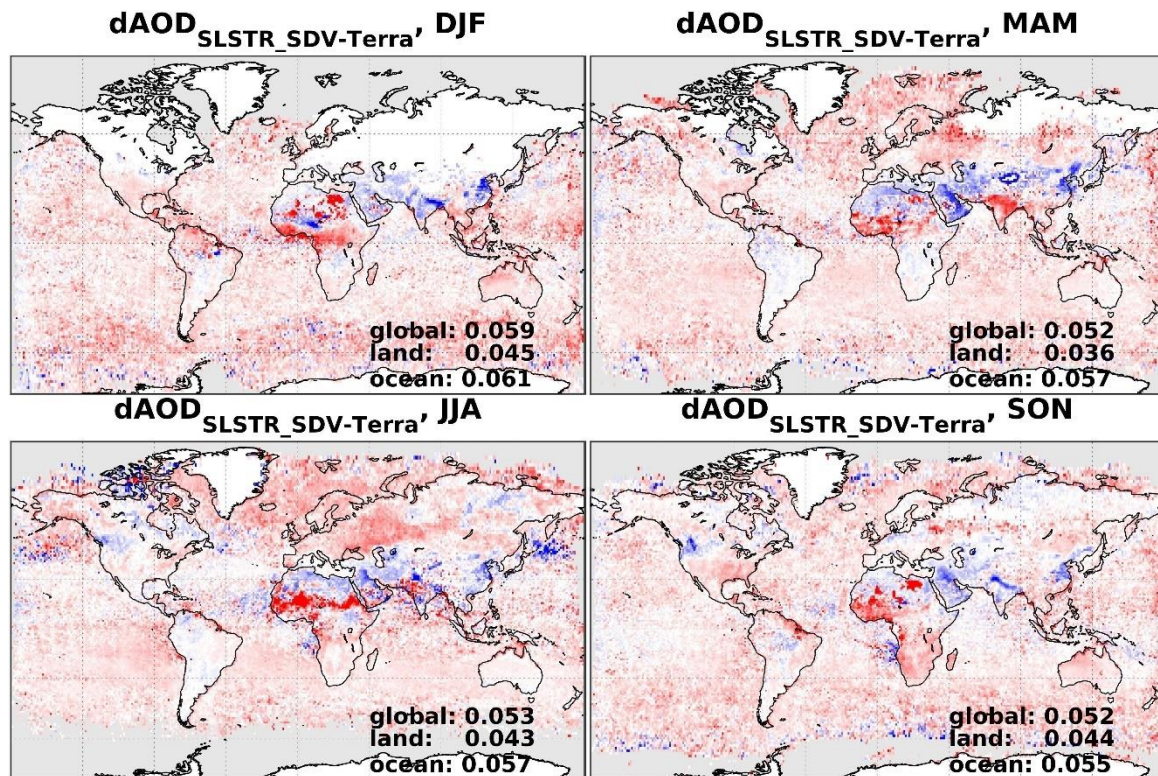 dAOD SLSTR_SDV-Terra, DJF
dAOD SLSTR_SDV-Terra, MAM
global: 0.059
land: 0.045
ocean: 0.061
global: 0.052
land: 0.036
ocean: 0.057
dAOD SLSTR_SDV-Terra, JJA
dAOD SLSTR_SDV-Terra, SON
global: 0.053
land: 0.043
ocean: 0.057
global: 0.052
land: 0.044
ocean: 0.055